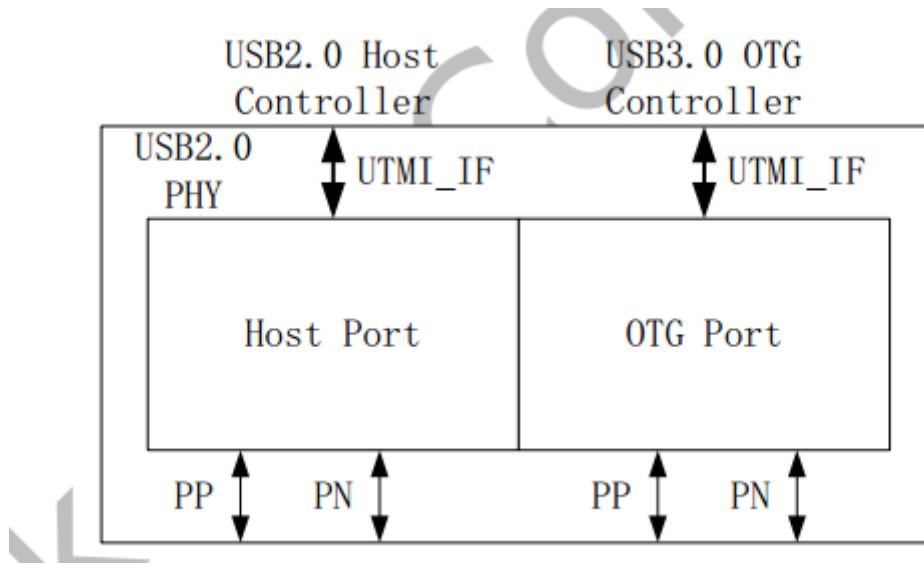 USB2.0 Host
Controller
USB3.0 OTG
Controller
USB2.0
PHY
UTMI_IF
UTMI_IF
Host Port
OTG Port
PP
PN
PP
PN